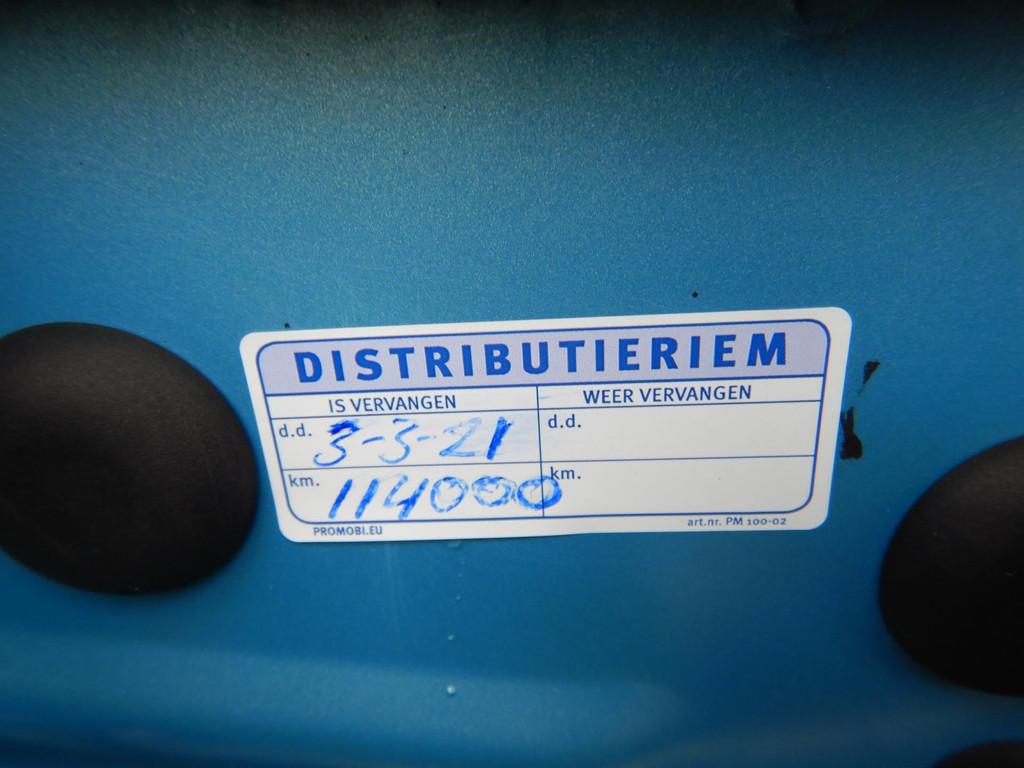 DISTRIBUTIERIEM
IS VERVANGEN WEER VERVANGEN
d.d. 3-3-21 d.d.
km. 114000 km.
PROMOBI.EU art.nr. PM 100-02